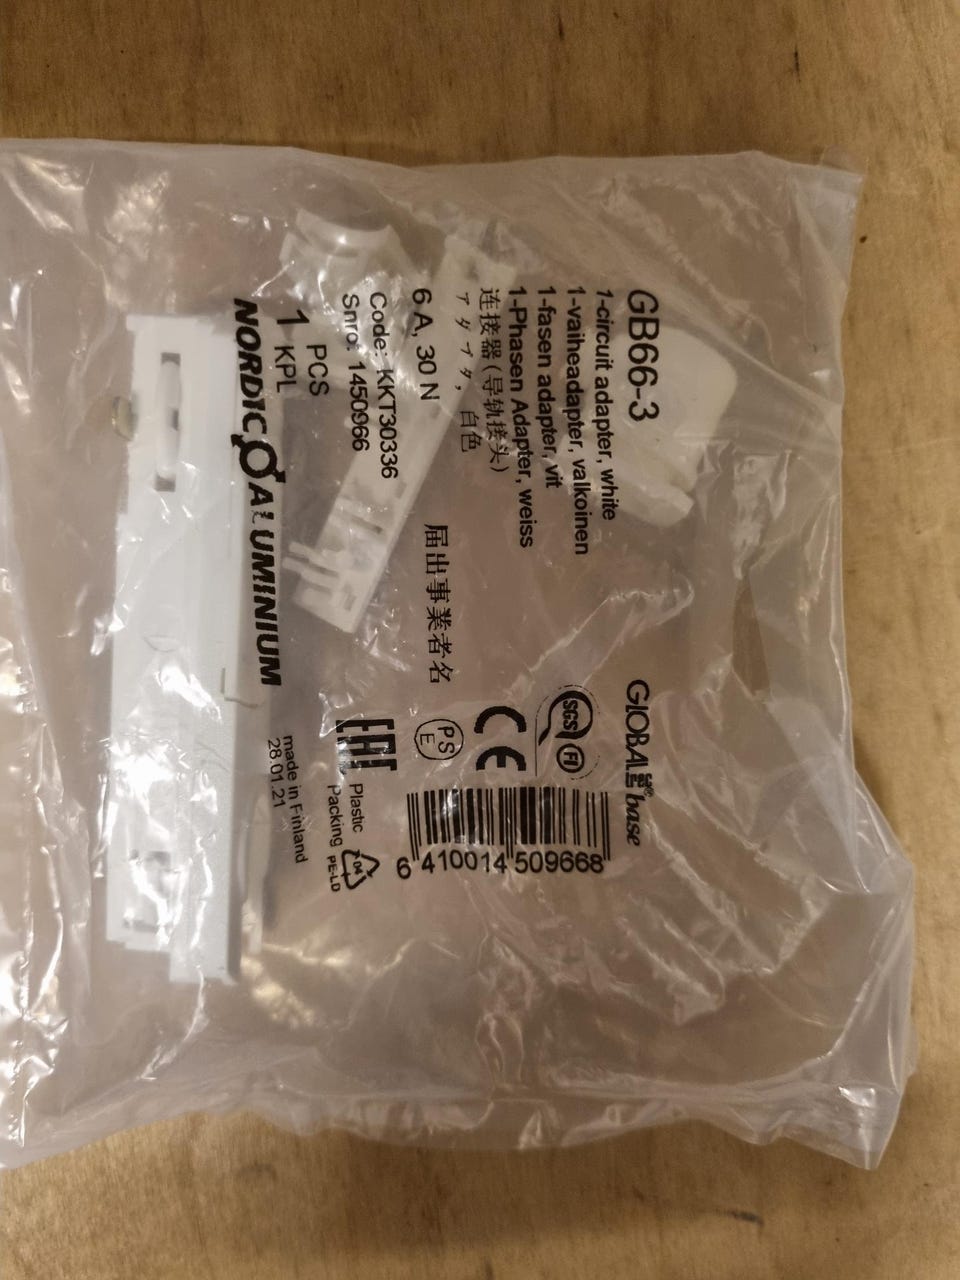 GB66-3
1-circuit adapter, white
1-vaiheadapter, valkoinen
1-fasen adapter, vit
1-Phasen Adapter, weiss
连接器(导轨接头)
アダプタ, 白色
6 A, 30 N
届出事業者名
Code: KKT30336
Snro: 1450966
1 PCS
KPL
NORDIC ALUMINIUM
GLOBAL base
SGS FI
CE
PS E
EAC
6 410014 509668
Plastic
Packing
04
PE-LD
made in Finland
28.01.21